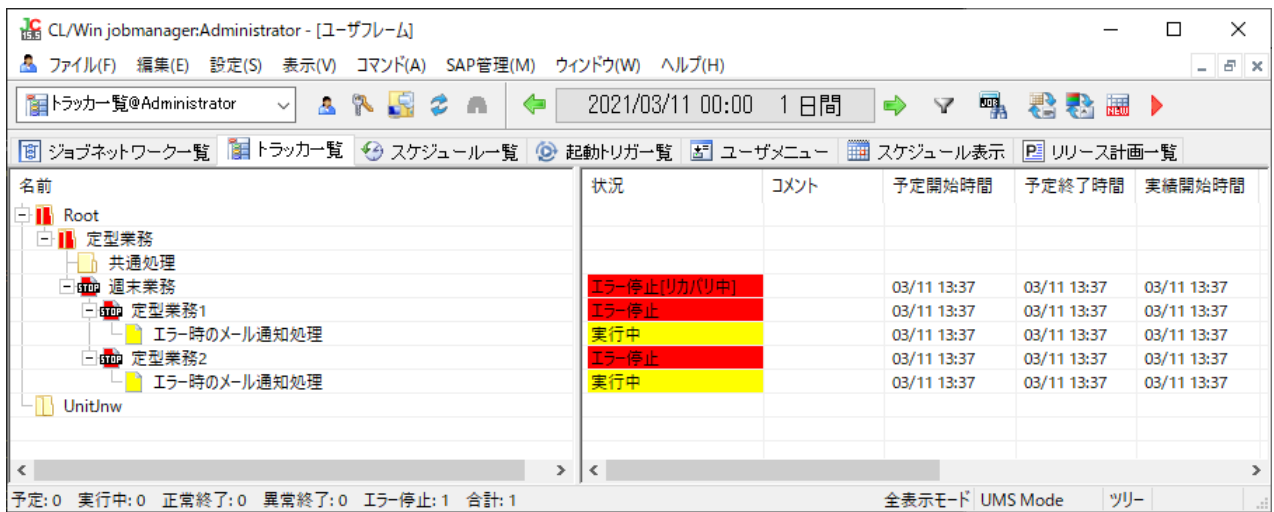 CL/Win jobmanager:Administrator - [ユーザフレーム]
ファイル(F) 編集(E) 設定(S) 表示(V) コマンド(A) SAP管理(M) ウィンドウ(W) ヘルプ(H)
トラッカ一覧@Administrator 2021/03/11 00:00 1 日間 JOB NEW
ジョブネットワーク一覧 トラッカ一覧 スケジュール一覧 起動トリガ一覧 ユーザメニュー スケジュール表示 リリース計画一覧
名前 状況 コメント 予定開始時間 予定終了時間 実績開始時間
Root
定型業務
共通処理
STOP 週末業務 エラー停止[リカバリ中] 03/11 13:37 03/11 13:37 03/11 13:37
STOP 定型業務1 エラー停止 03/11 13:37 03/11 13:37 03/11 13:37
エラー時のメール通知処理 実行中 03/11 13:37 03/11 13:37 03/11 13:37
STOP 定型業務2 エラー停止 03/11 13:37 03/11 13:37 03/11 13:37
エラー時のメール通知処理 実行中 03/11 13:37 03/11 13:37 03/11 13:37
UnitJnw
予定: 0 実行中: 0 正常終了: 0 異常終了: 0 エラー停止: 1 合計: 1 全表示モード UMS Mode ツリー